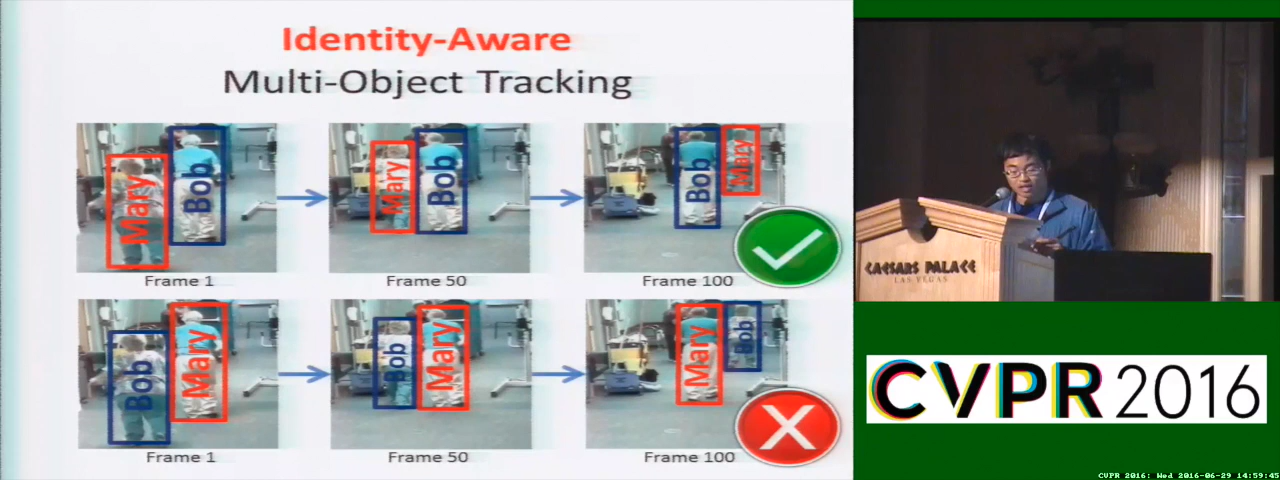 Identity-Aware
Multi-Object Tracking
Mary
Bob
Mary
Bob
Bob
Mary
Frame 1
Frame 50
Frame 100
Bob
Mary
Bob
Mary
Mary
Bob
Frame 1
Frame 50
Frame 100
CAESARS PALACE
LAS VEGAS
CVPR 2016
CVPR 2016: Wed 2016-06-29 14:59:45